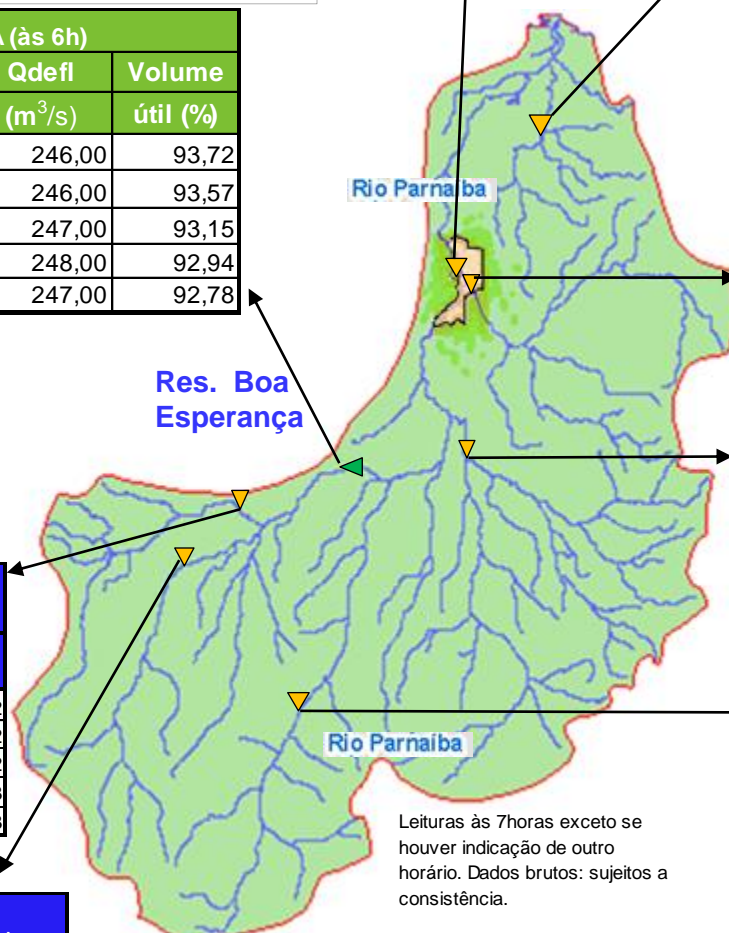 (às 6h)
Qdefl Volume
(m³/s) útil (%)
246,00 93,72
246,00 93,57
247,00 93,15
248,00 92,94
247,00 92,78
Rio Parnaíba
Res. Boa
Esperança
Rio Parnaíba
Leituras às 7horas exceto se
houver indicação de outro
horário. Dados brutos: sujeitos a
consistência.